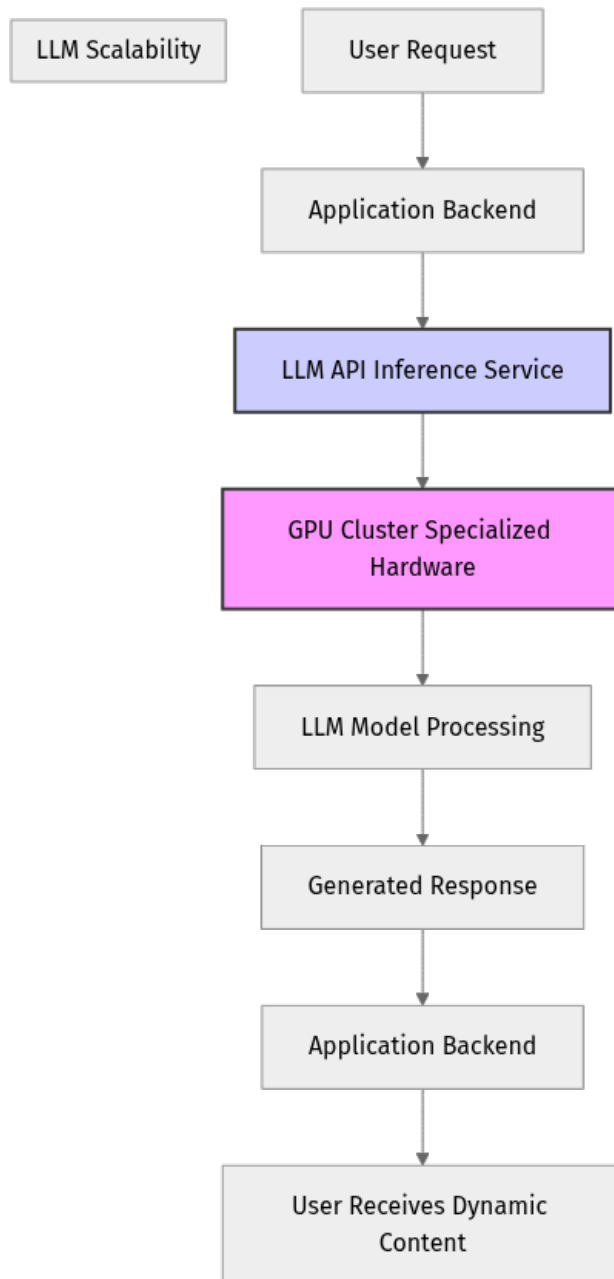 LLM Scalability
User Request
Application Backend
LLM API Inference Service
GPU Cluster Specialized
Hardware
LLM Model Processing
Generated Response
Application Backend
User Receives Dynamic
Content